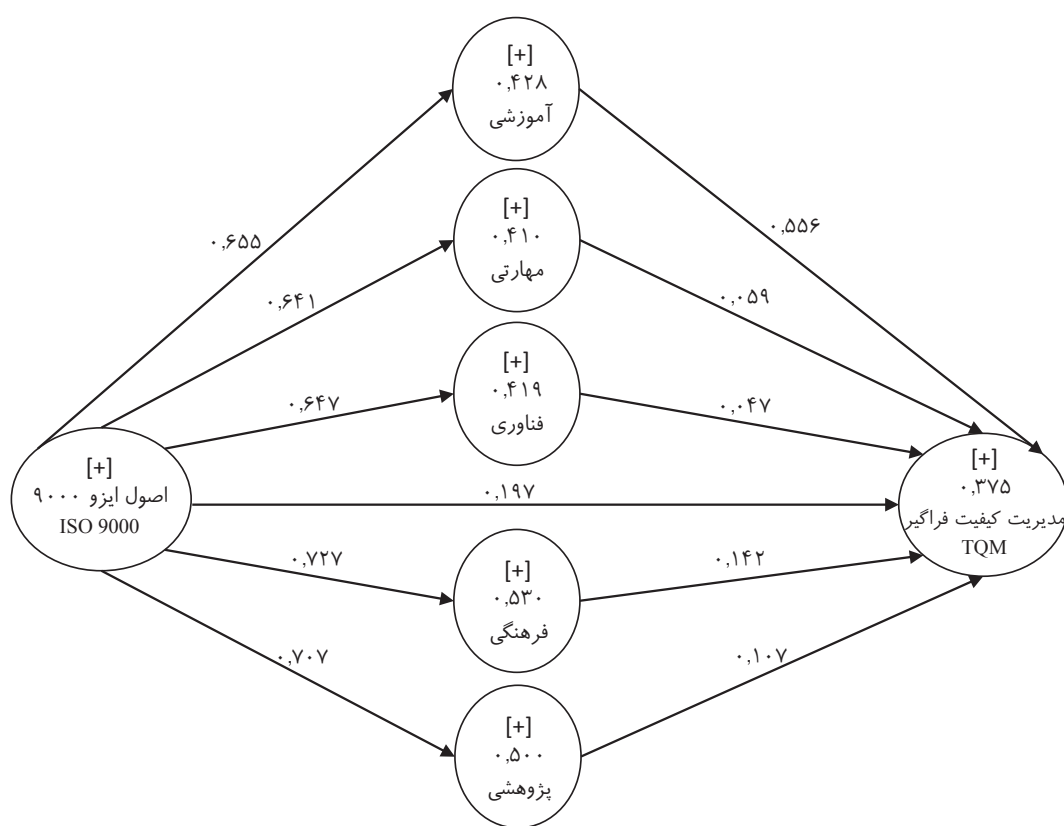 [+]
۰,۴۲۸
آموزشی
[+]
۰,۴۱۰
مهارتی
[+]
۰,۴۱۹
فناوری
[+]
اصول ایزو ۹۰۰۰
ISO 9000
[+]
۰,۳۷۵
مدیریت کیفیت فراگیر
TQM
[+]
۰,۵۳۰
فرهنگی
[+]
۰,۵۰۰
پژوهشی
۰,۶۵۵
۰,۶۴۱
۰,۶۴۷
۰,۱۹۷
۰,۷۲۷
۰,۷۰۷
۰,۵۵۶
۰,۰۵۹
۰,۰۴۷
۰,۱۴۲
۰,۱۰۷